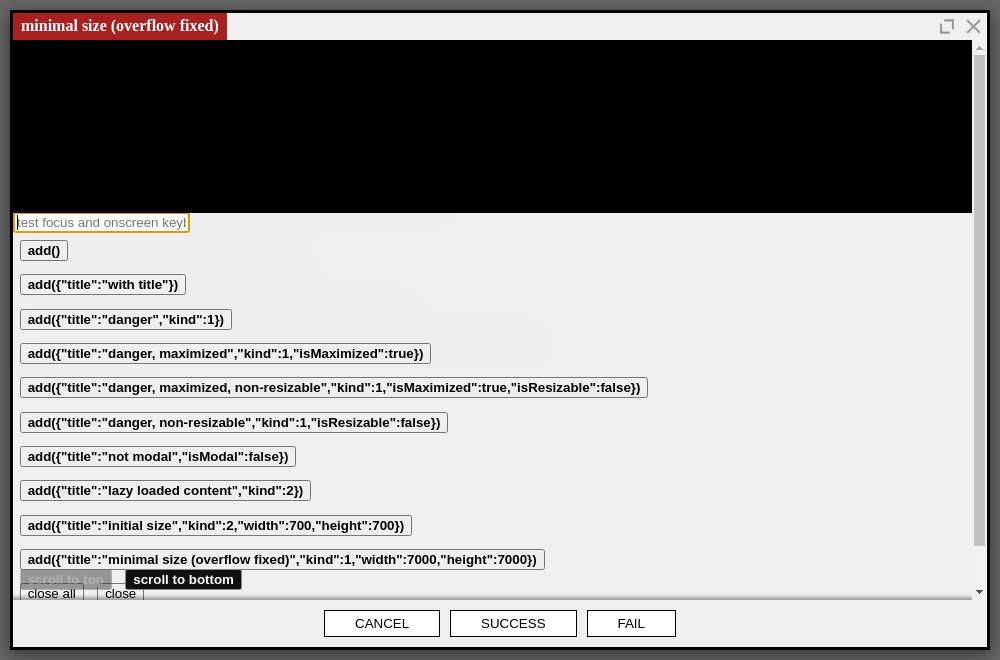 minimal size (overflow fixed)
test focus and onscreen key
add()
add({"title":"with title"})
add({"title":"danger","kind":1})
add({"title":"danger, maximized","kind":1,"isMaximized":true})
add({"title":"danger, maximized, non-resizable","kind":1,"isMaximized":true,"isResizable":false})
add({"title":"danger, non-resizable","kind":1,"isResizable":false})
add({"title":"not modal","isModal":false})
add({"title":"lazy loaded content","kind":2})
add({"title":"initial size","kind":2,"width":700,"height":700})
add({"title":"minimal size (overflow fixed)","kind":1,"width":7000,"height":7000})
scroll to top scroll to bottom
close all close
CANCEL SUCCESS FAIL